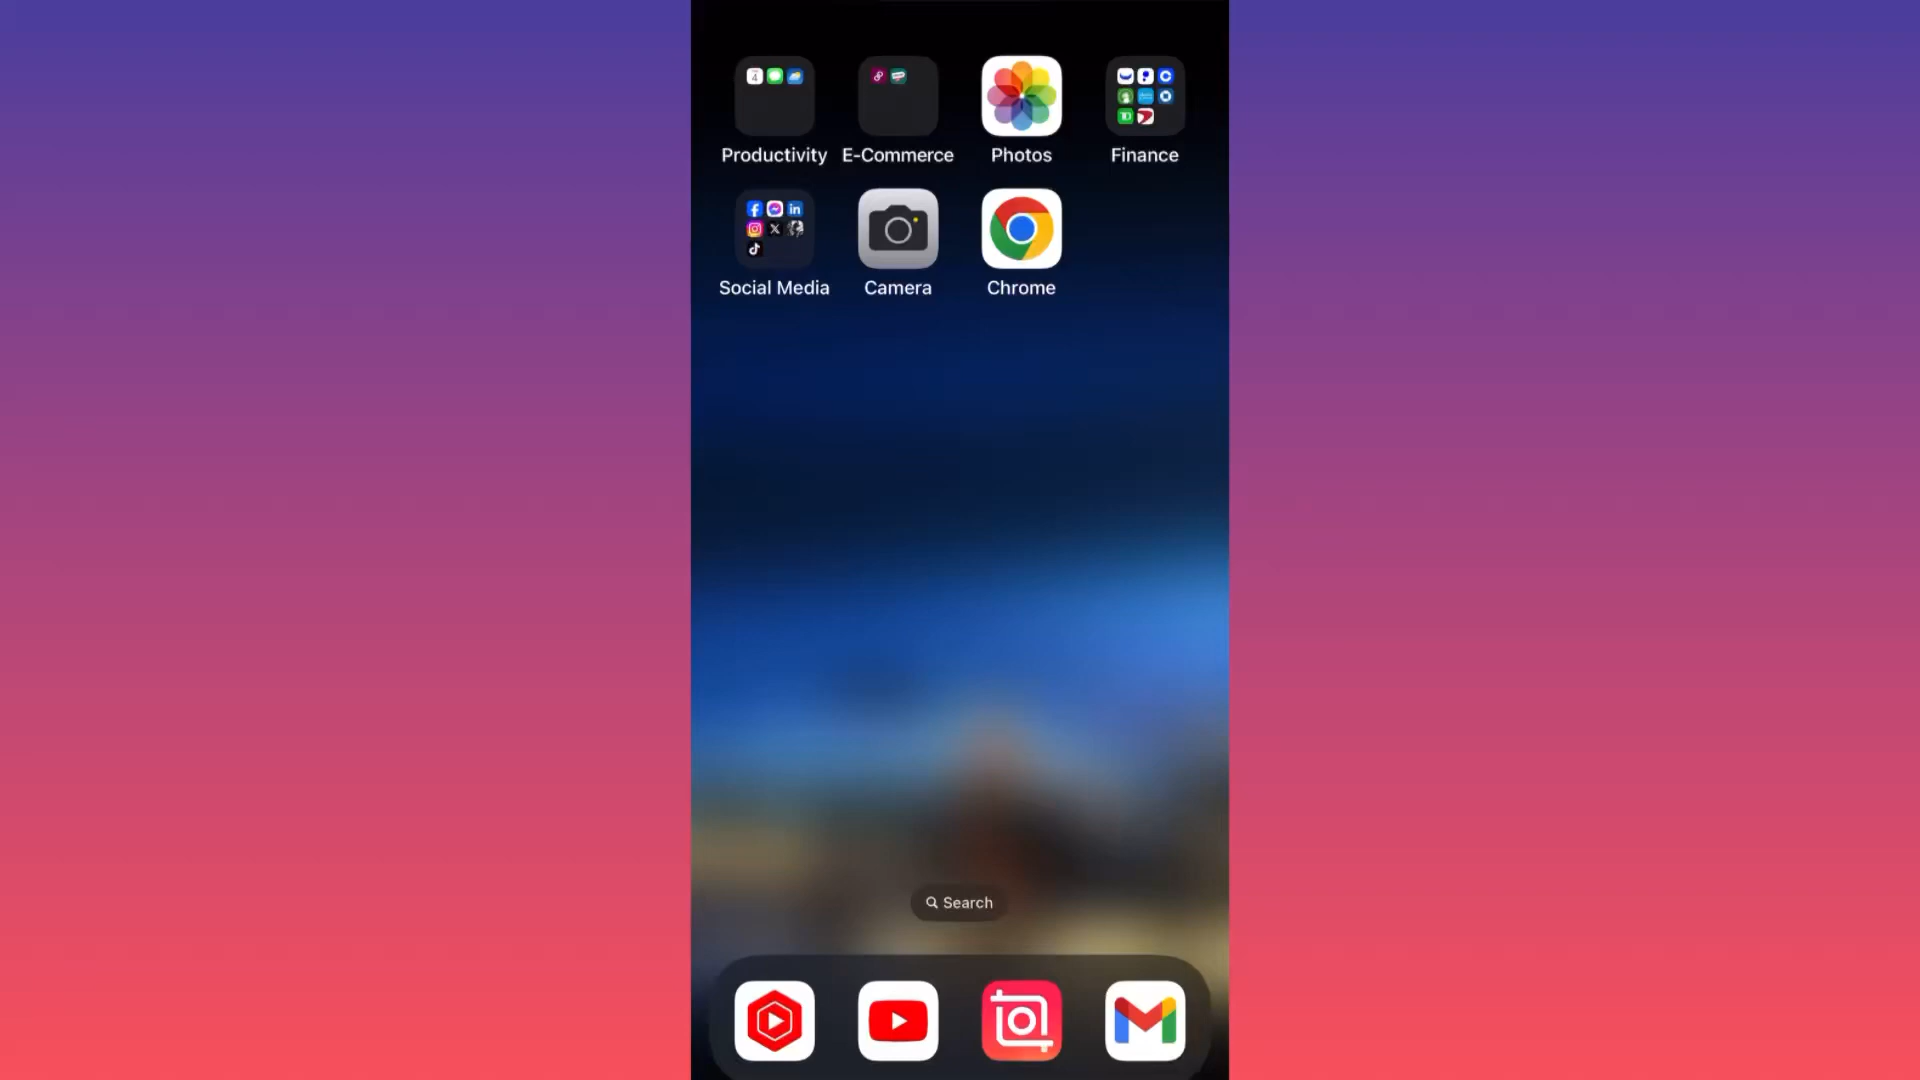 Productivity
E-Commerce
Photos
Finance
Social Media
Camera
Chrome
Search